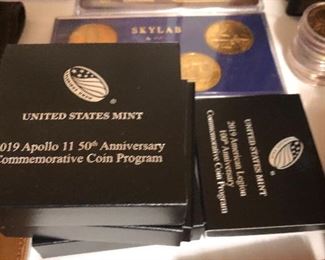 SKYLAB
UNITED STATES MINT
2019 Apollo 11 50th Anniversary
Commemorative Coin Program
UNITED STATES MINT
2019 American Legion
100th Anniversary
Commemorative Coin Program